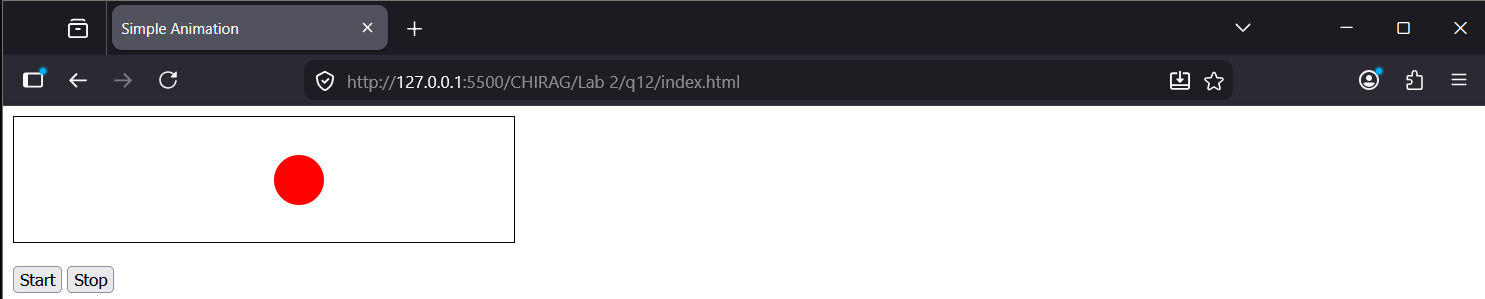 Simple Animation
http://127.0.0.1:5500/CHIRAG/Lab 2/q12/index.html
Start Stop